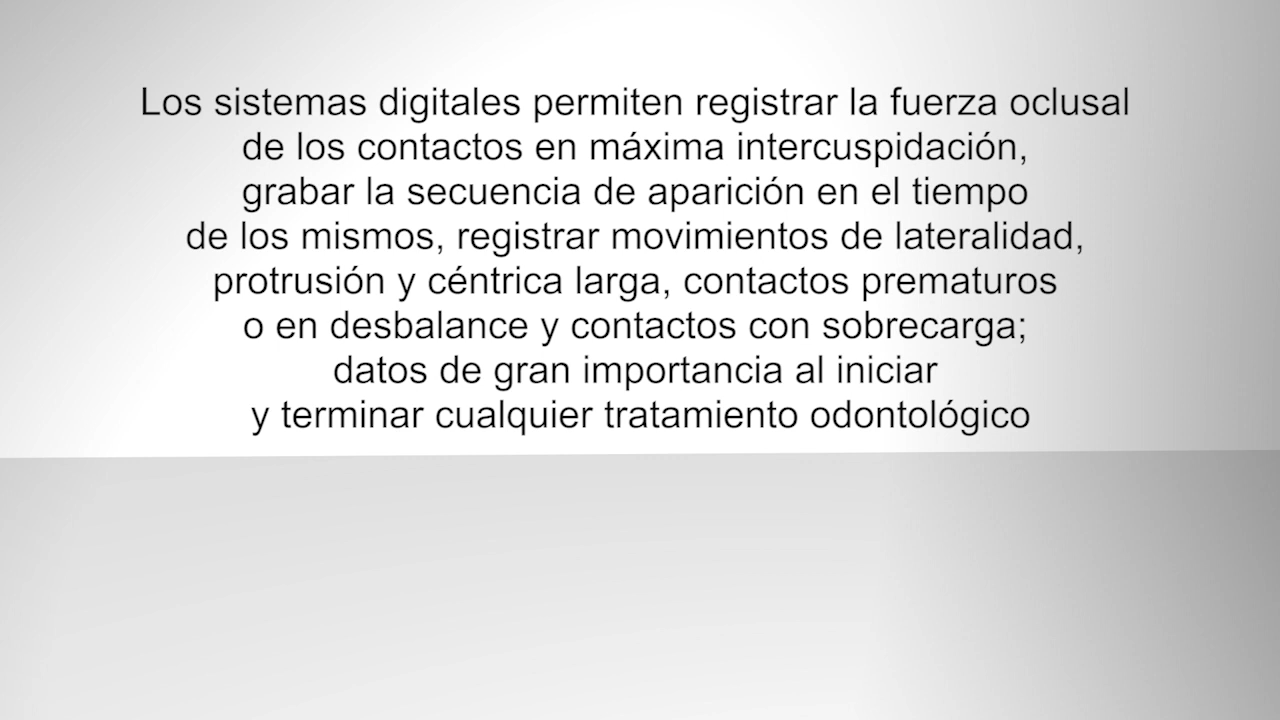 Los sistemas digitales permiten registrar la fuerza oclusal
de los contactos en máxima intercuspidación,
grabar la secuencia de aparición en el tiempo
de los mismos, registrar movimientos de lateralidad,
protrusión y céntrica larga, contactos prematuros
o en desbalance y contactos con sobrecarga;
datos de gran importancia al iniciar
y terminar cualquier tratamiento odontológico